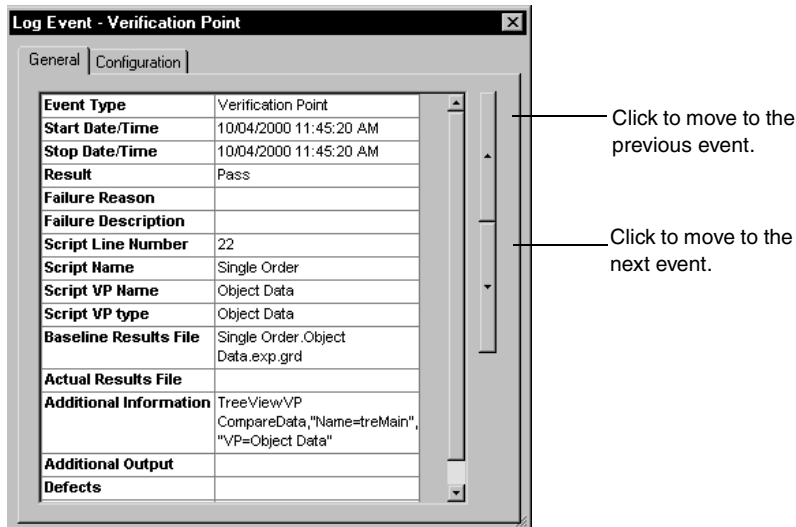 Log Event - Verification Point
General
Configuration
Event Type Verification Point
Start Date/Time 10/04/2000 11:45:20 AM
Stop Date/Time 10/04/2000 11:45:20 AM
Result Pass
Failure Reason
Failure Description
Script Line Number 22
Script Name Single Order
Script VP Name Object Data
Script VP type Object Data
Baseline Results File Single Order.Object
Data.exp.grd
Actual Results File
Additional Information TreeViewVP
CompareData,"Name=treMain",
"VP=Object Data"
Additional Output
Defects
Click to move to the
previous event.
Click to move to the
next event.